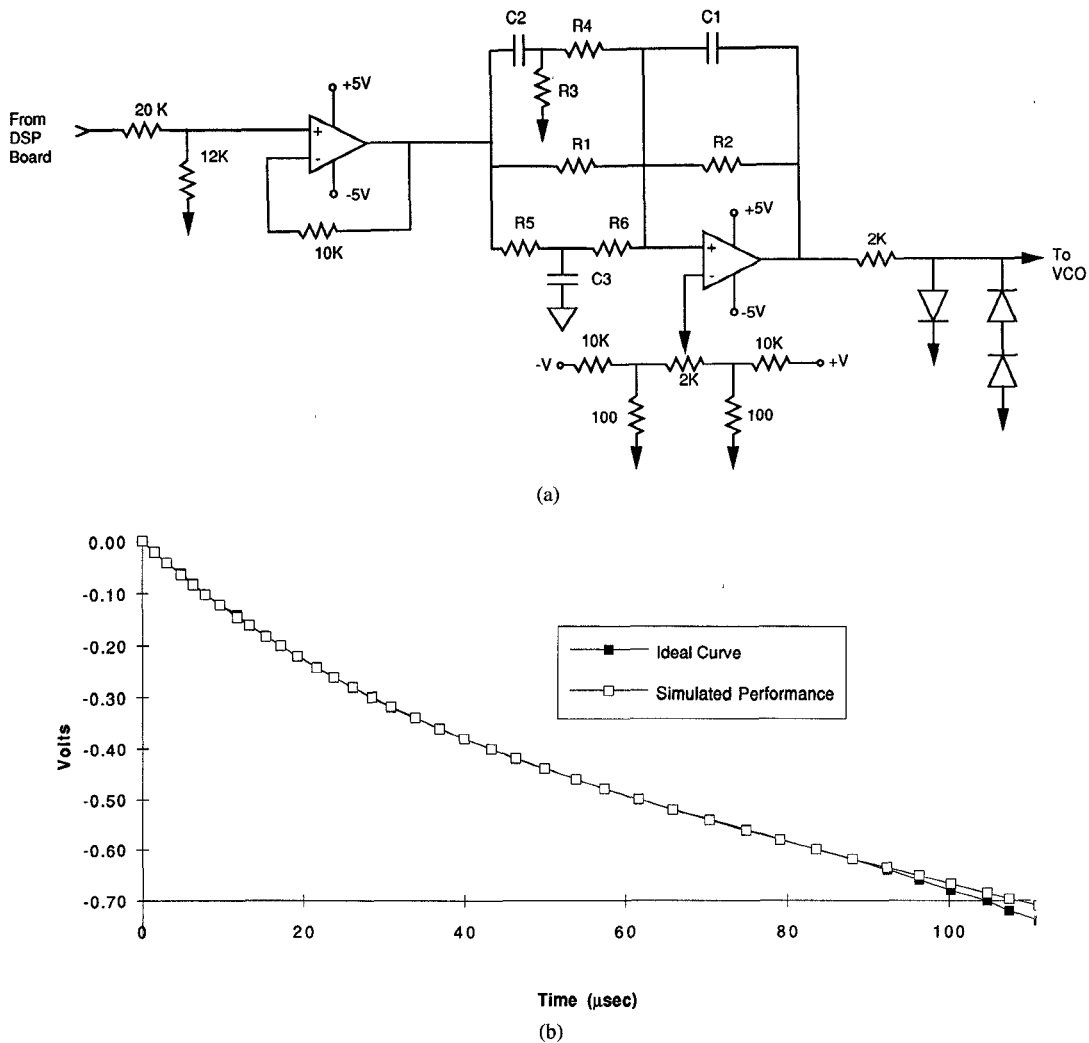 C2
R4
C1
+5V
R3
From
DSP
Board
20 K
12K
+
-
-5V
10K
R1
R2
R5
R6
C3
+5V
+
-
-5V
2K
To
VCO
10K
10K
-V
2K
+V
100
100
(a)
0.00
-0.10
-0.20
-0.30
-0.40
-0.50
-0.60
-0.70
Volts
Ideal Curve
Simulated Performance
0
20
40
60
80
100
Time (µsec)
(b)